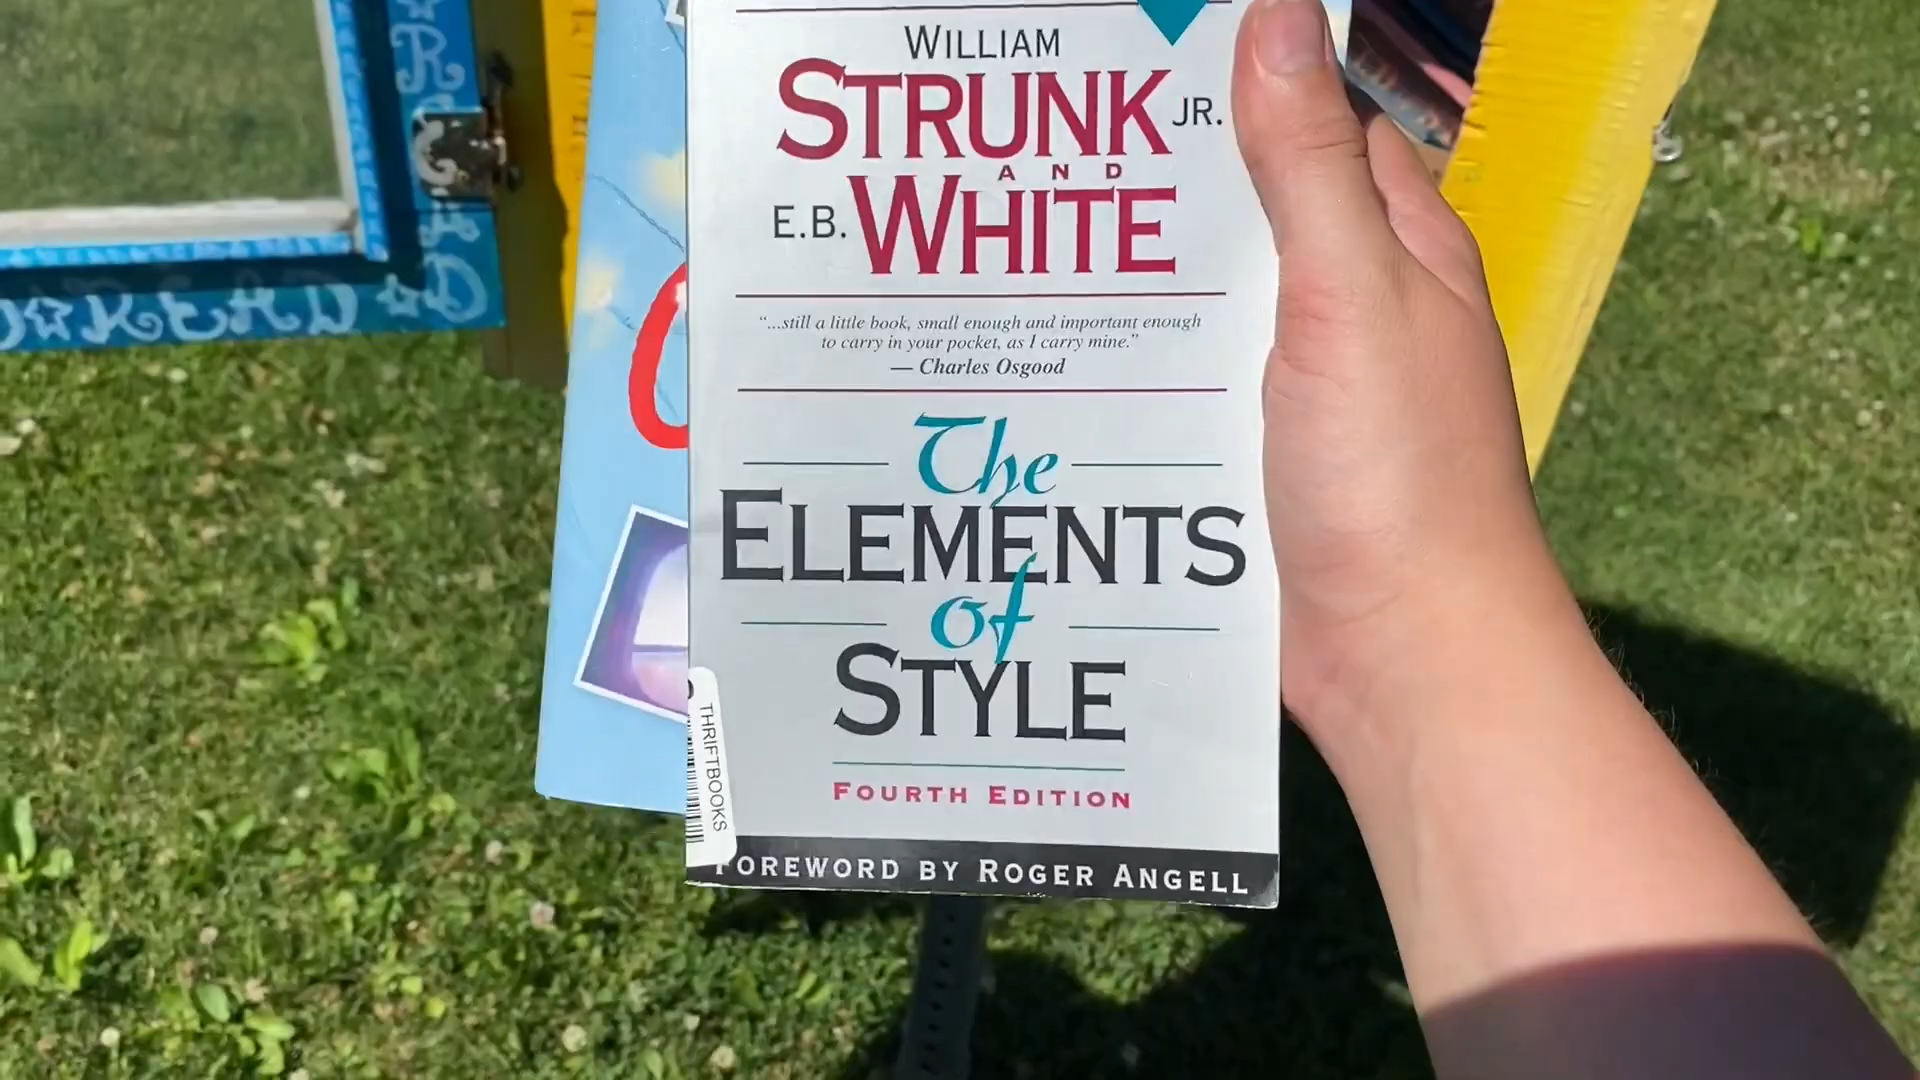 WILLIAM
STRUNK JR.
AND
E.B. WHITE
“...still a little book, small enough and important enough
to carry in your pocket, as I carry mine.”
— Charles Osgood
The
ELEMENTS
of
STYLE
FOURTH EDITION
FOREWORD BY ROGER ANGELL
THRIFTBOOKS